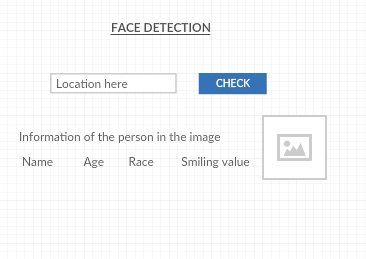 FACE DETECTION
Location here
CHECK
Information of the person in the image
Name Age Race Smiling value